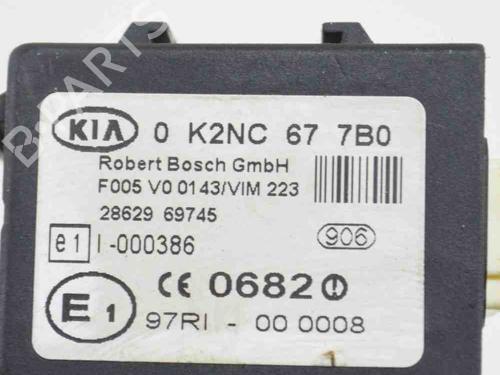 B-PARTS
KIA 0 K2NC 67 7B0
Robert Bosch GmbH
F005 V0 0143/VIM 223
28629 69745
906
e1 I-000386
CE 0682
E1
97RI - 00 0008